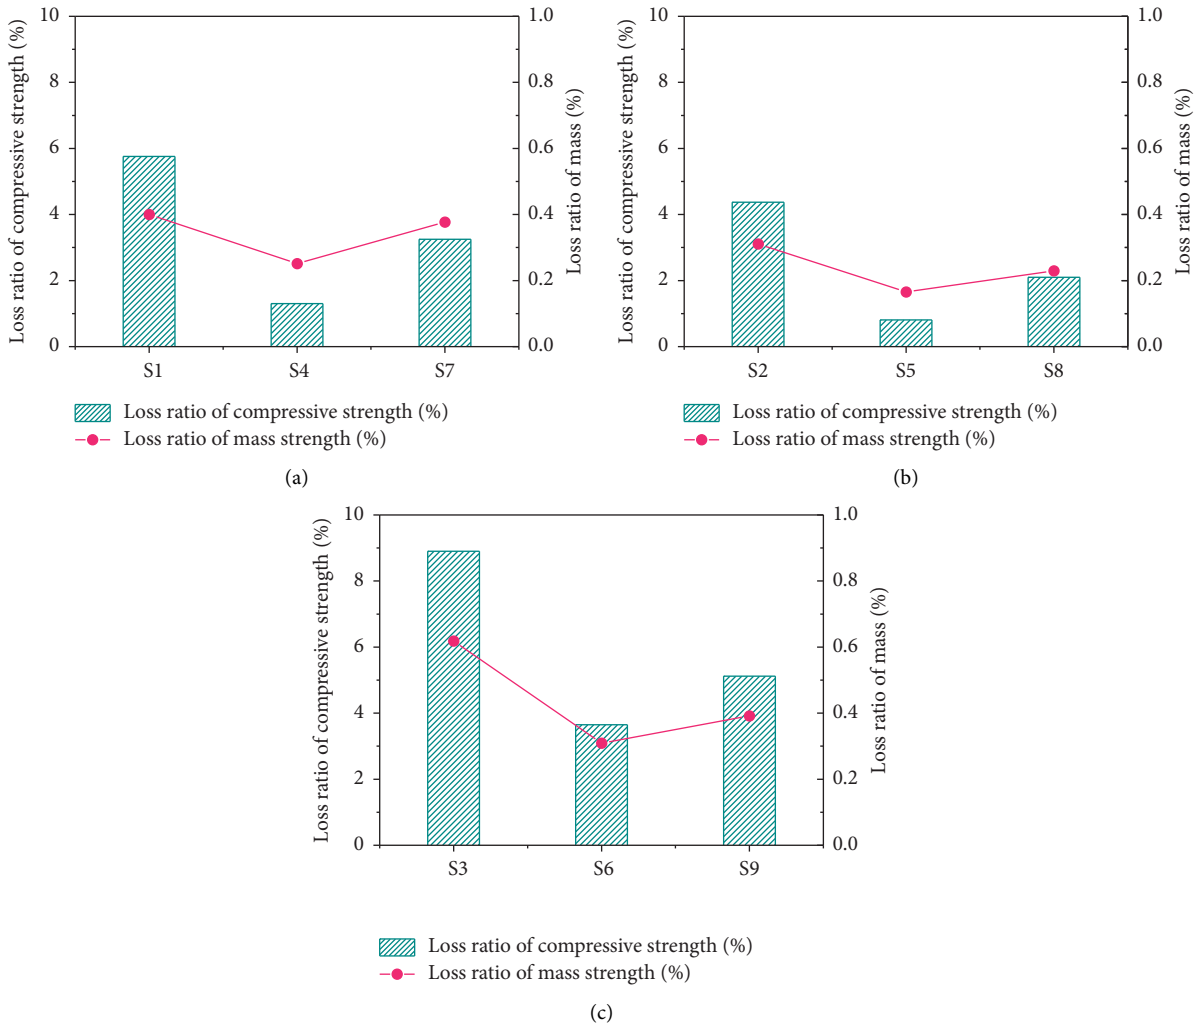 Loss ratio of compressive strength (%)
10
8
6
4
2
0
1.0
0.8
0.6
0.4
0.2
0.0
Loss ratio of mass (%)
S1 S4 S7
Loss ratio of compressive strength (%)
Loss ratio of mass strength (%)
(a)
Loss ratio of compressive strength (%)
10
8
6
4
2
0
1.0
0.8
0.6
0.4
0.2
0.0
Loss ratio of mass (%)
S2 S5 S8
Loss ratio of compressive strength (%)
Loss ratio of mass strength (%)
(b)
Loss ratio of compressive strength (%)
10
8
6
4
2
0
1.0
0.8
0.6
0.4
0.2
0.0
Loss ratio of mass (%)
S3 S6 S9
Loss ratio of compressive strength (%)
Loss ratio of mass strength (%)
(c)